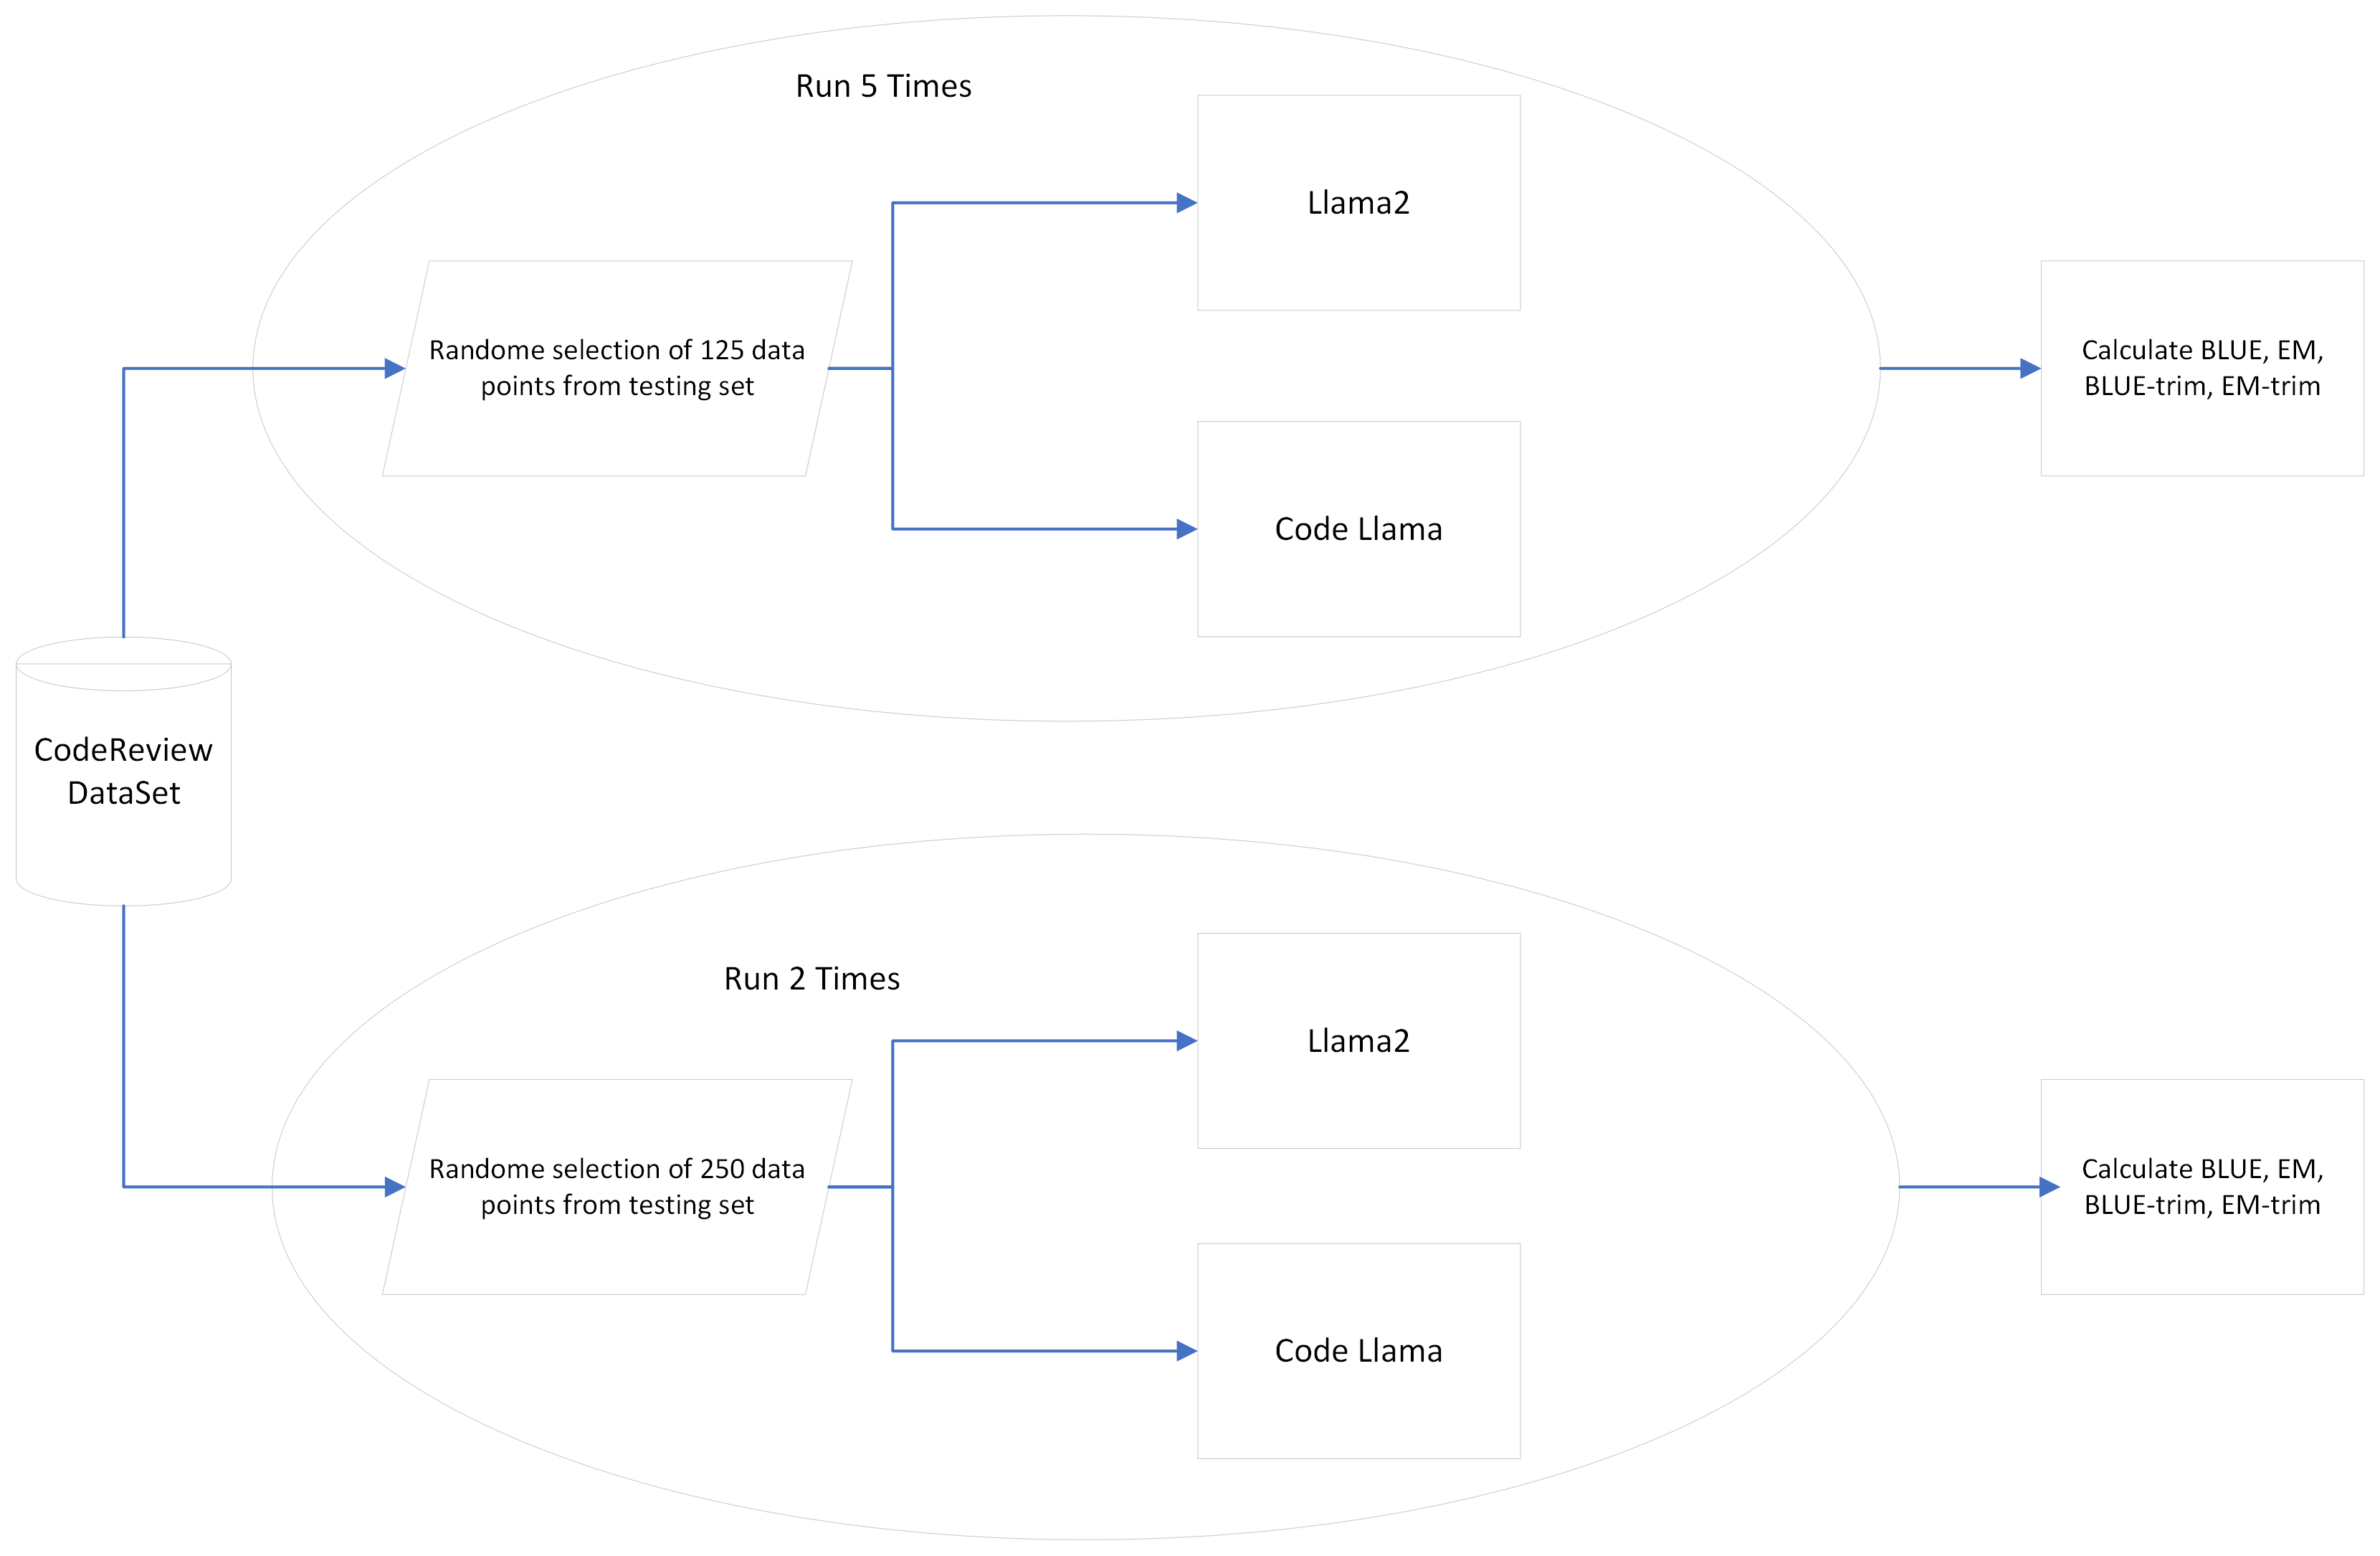 Run 5 Times
Llama2
Randome selection of 125 data
points from testing set
Code Llama
Calculate BLUE, EM,
BLUE-trim, EM-trim
CodeReview
DataSet
Run 2 Times
Llama2
Randome selection of 250 data
points from testing set
Code Llama
Calculate BLUE, EM,
BLUE-trim, EM-trim